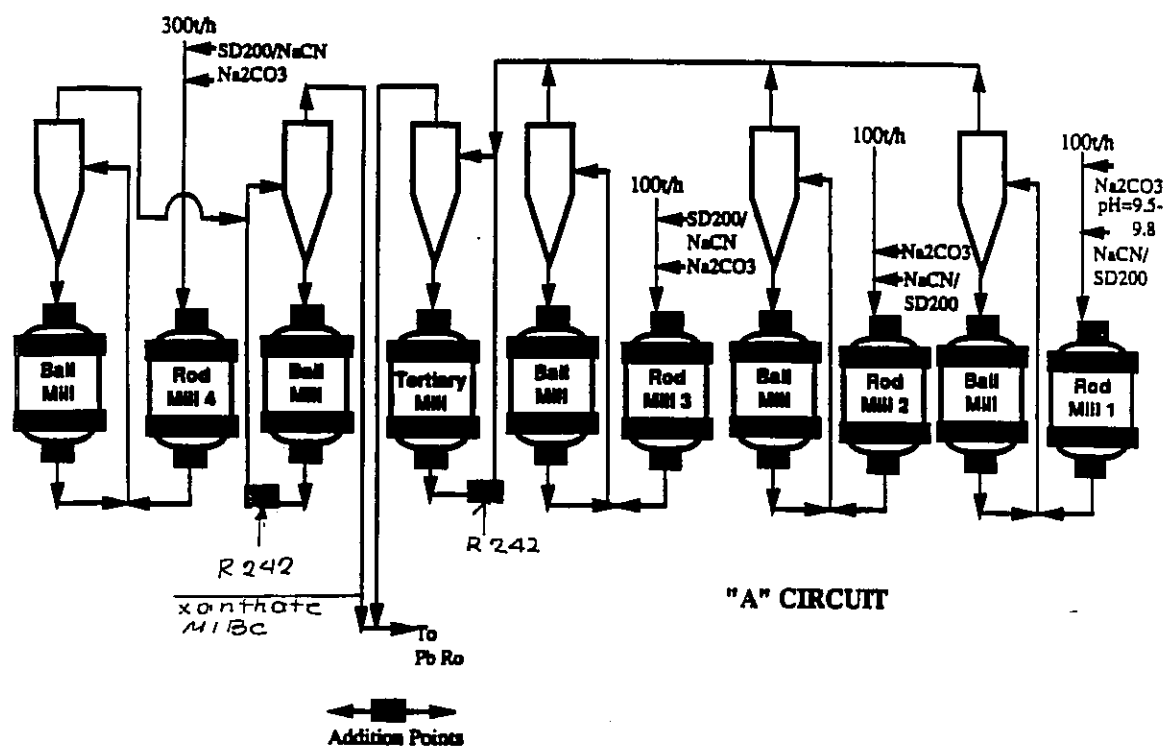 300t/h
SD200/NaCN
Na2CO3
100t/h
SD200/
NaCN
Na2CO3
100t/h
Na2CO3
NaCN/
SD200
100t/h
Na2CO3
pH=9.5-
9.8
NaCN/
SD200
Ball
Mill
Rod
Mill 4
Ball
Mill
Tertiary
Mill
Ball
Mill
Rod
Mill 3
Ball
Mill
Rod
Mill 2
Ball
Mill
Rod
Mill 1
R 242
R 242
xanthate
MIBC
"A" CIRCUIT
To
Pb Ro
Addition Points